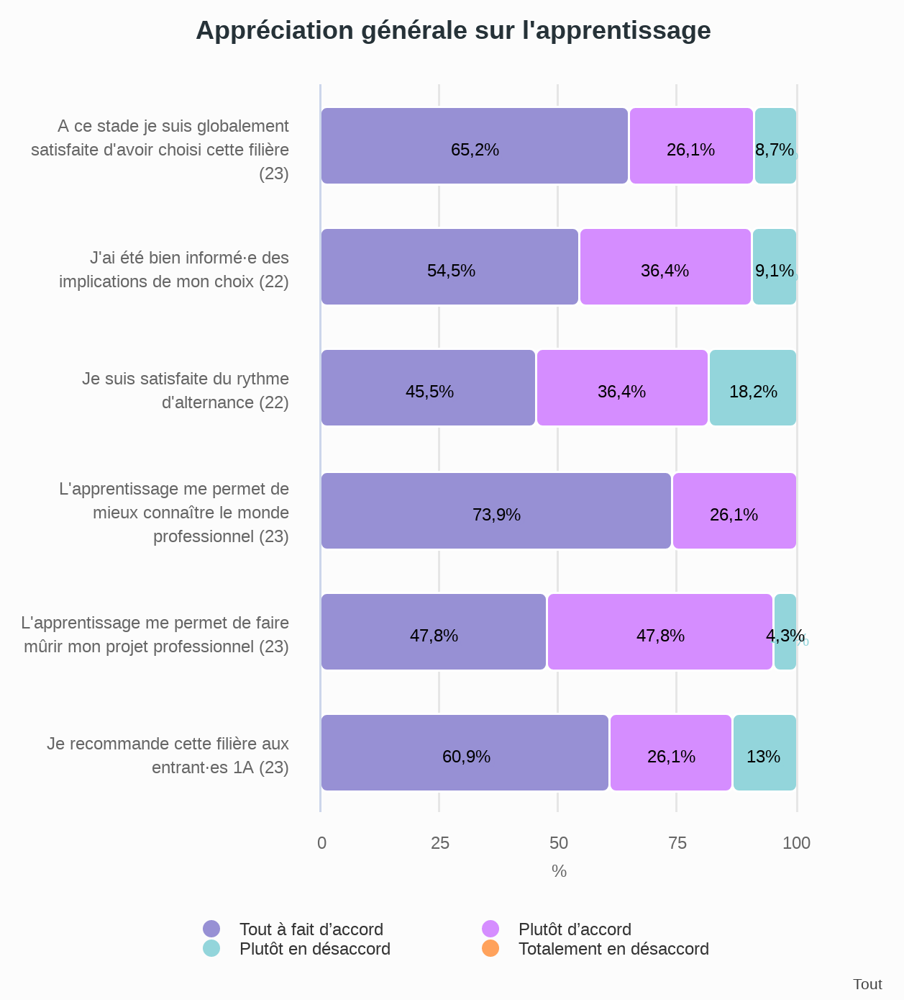 Appréciation générale sur l'apprentissage
A ce stade je suis globalement
satisfaite d'avoir choisi cette filière
(23)
65,2%
26,1%
8,7%
J'ai été bien informé·e des
implications de mon choix (22)
54,5%
36,4%
9,1%
Je suis satisfaite du rythme
d'alternance (22)
45,5%
36,4%
18,2%
L'apprentissage me permet de
mieux connaître le monde
professionnel (23)
73,9%
26,1%
L'apprentissage me permet de faire
mûrir mon projet professionnel (23)
47,8%
47,8%
4,3%
Je recommande cette filière aux
entrant·es 1A (23)
60,9%
26,1%
13%
0
25
50
75
100
%
Tout à fait d’accord
Plutôt d’accord
Plutôt en désaccord
Totalement en désaccord
Tout